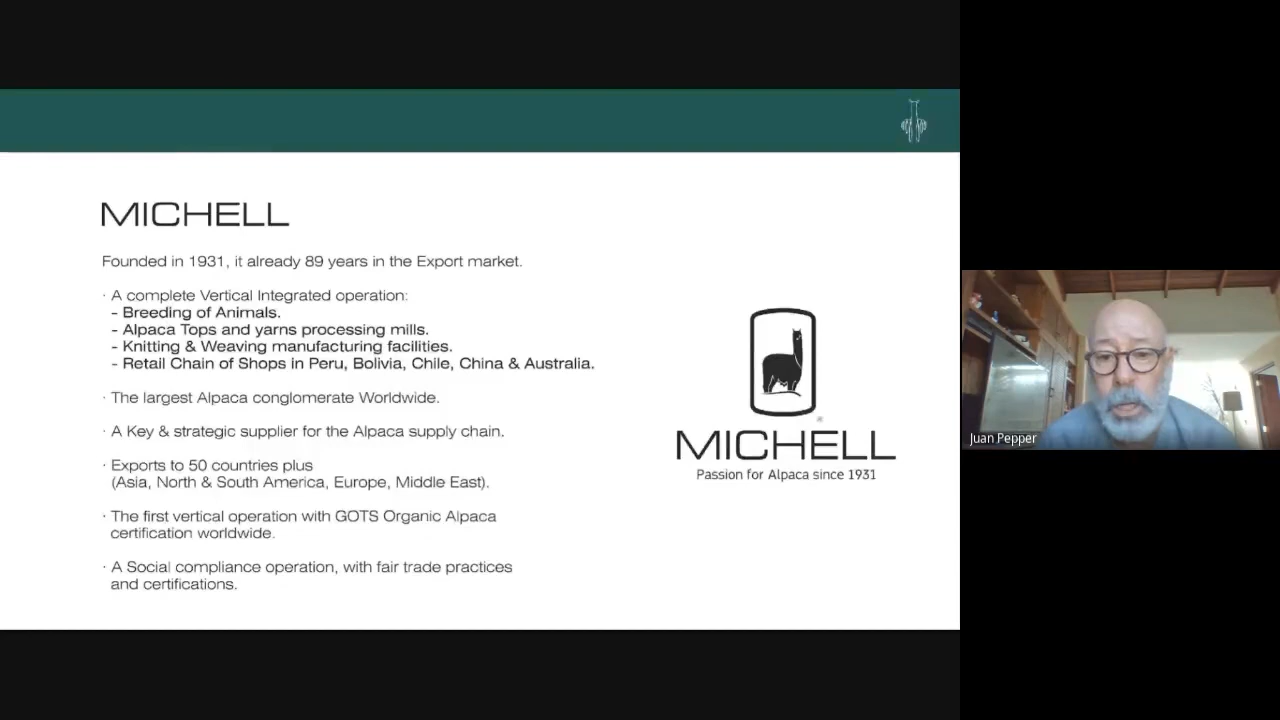 MICHELL
Founded in 1931, it already 89 years in the Export market.
· A complete Vertical Integrated operation:
- Breeding of Animals.
- Alpaca Tops and yarns processing mills.
- Knitting & Weaving manufacturing facilities.
- Retail Chain of Shops in Peru, Bolivia, Chile, China & Australia.
· The largest Alpaca conglomerate Worldwide.
· A Key & strategic supplier for the Alpaca supply chain.
· Exports to 50 countries plus
(Asia, North & South America, Europe, Middle East).
· The first vertical operation with GOTS Organic Alpaca
certification worldwide.
· A Social compliance operation, with fair trade practices
and certifications.
MICHELL
Passion for Alpaca since 1931
Juan Pepper